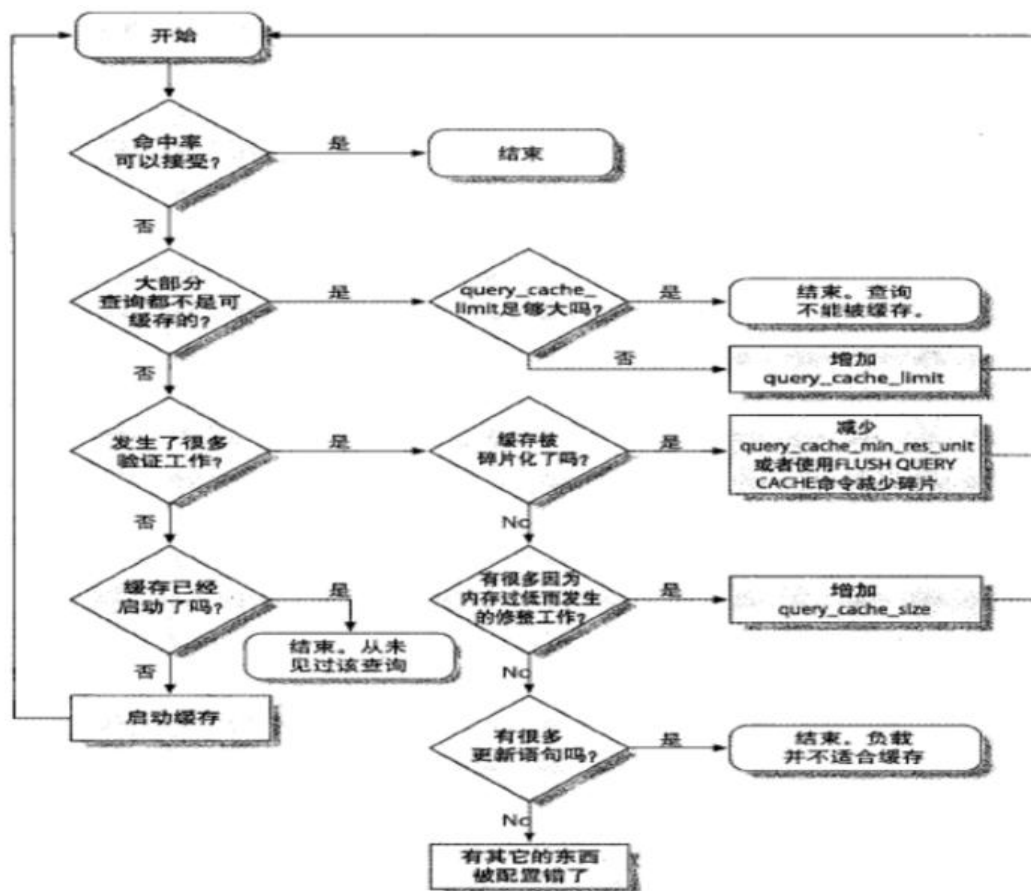 开始
命中率
可以接受?
是
结束
否
大部分
查询都不是可
缓存的?
是
query_cache_
limit足够大吗?
是
结束。查询
不能被缓存。
否
增加
query_cache_limit
否
发生了很多
验证工作?
是
缓存被
碎片化了吗?
是
减少
query_cache_min_res_unit
或者使用FLUSH QUERY
CACHE命令减少碎片
否
No
缓存已经
启动了吗?
是
结束。从未
见过该查询
有很多因为
内存过低而发生
的修整工作?
是
增加
query_cache_size
否
No
启动缓存
有很多
更新语句吗?
是
结束。负载
并不适合缓存
No
有其它的东西
被配置错了